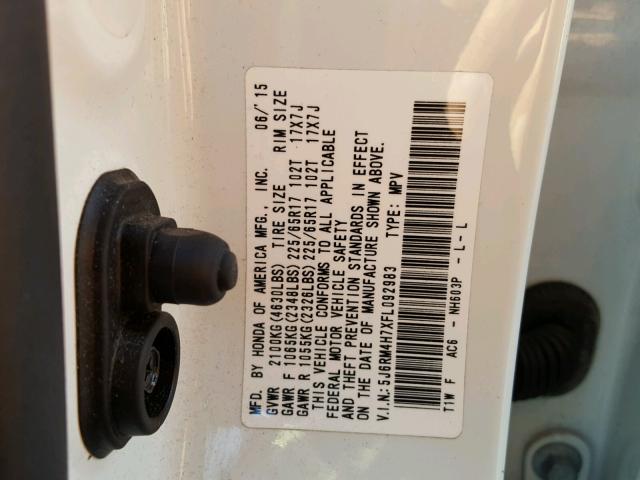 MFD. BY HONDA OF AMERICA MFG., INC. 06/'15
GVWR 2100KG(4630LBS) TIRE SIZE RIM SIZE
GAWR F 1065KG(2348LBS) 225/65R17 102T 17X7J
GAWR R 1055KG(2326LBS) 225/65R17 102T 17X7J
THIS VEHICLE CONFORMS TO ALL APPLICABLE
FEDERAL MOTOR VEHICLE SAFETY
AND THEFT PREVENTION STANDARDS IN EFFECT
ON THE DATE OF MANUFACTURE SHOWN ABOVE.
V.I.N: 5J6RM4H7XFL092983 TYPE: MPV
T1W F AC6 - NH603P - L - L